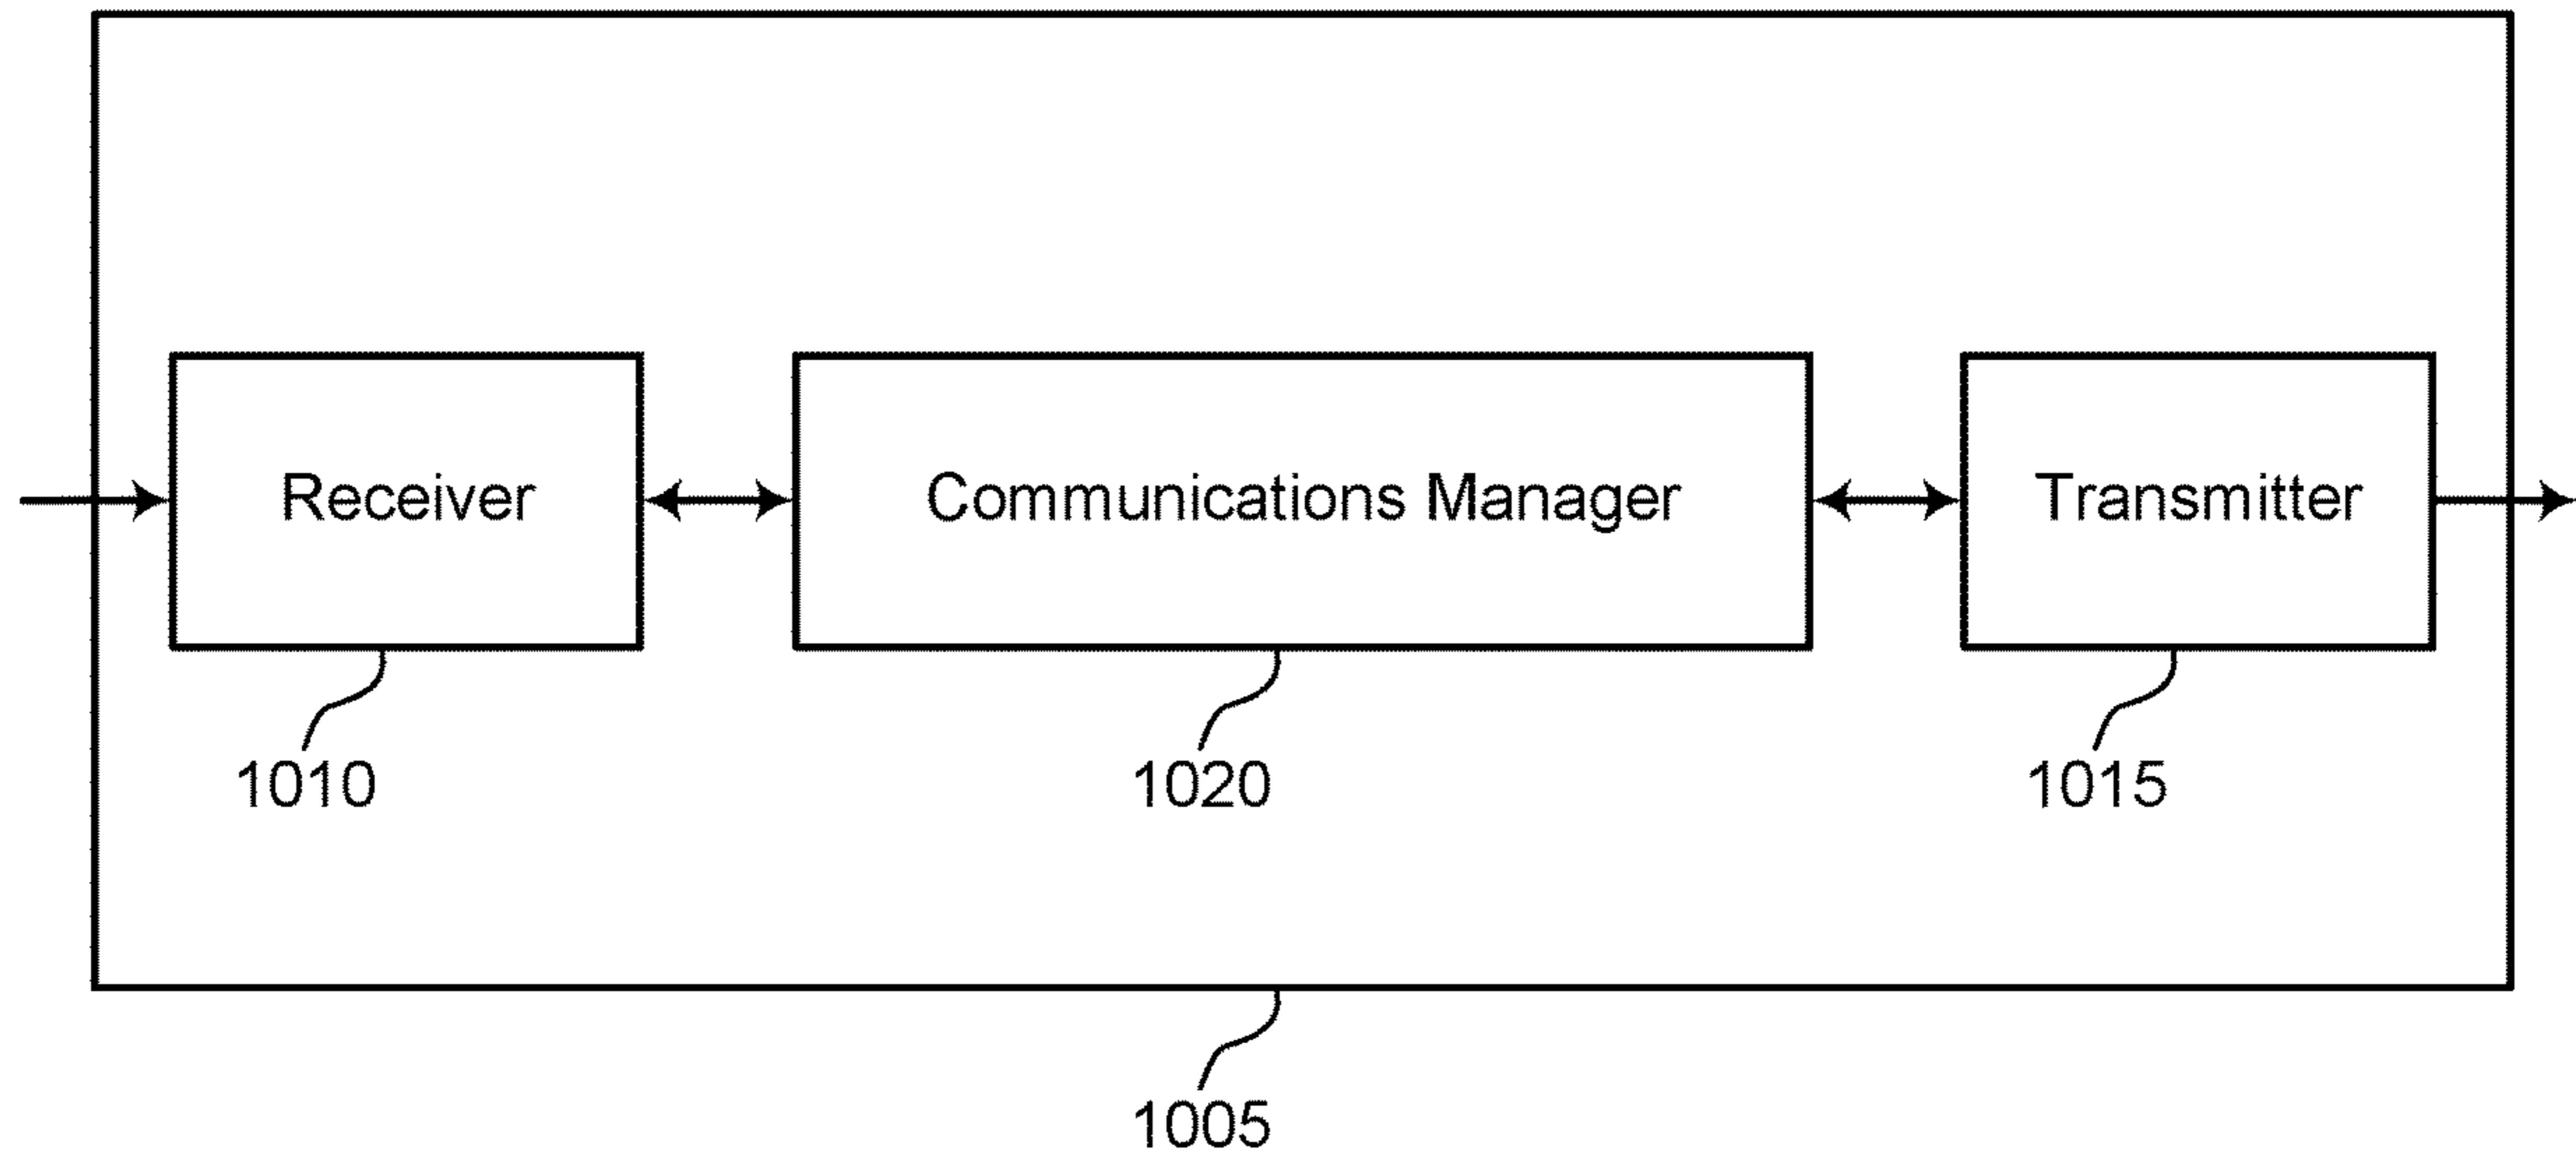 Receiver
Communications Manager
Transmitter
1010
1020
1015
1005